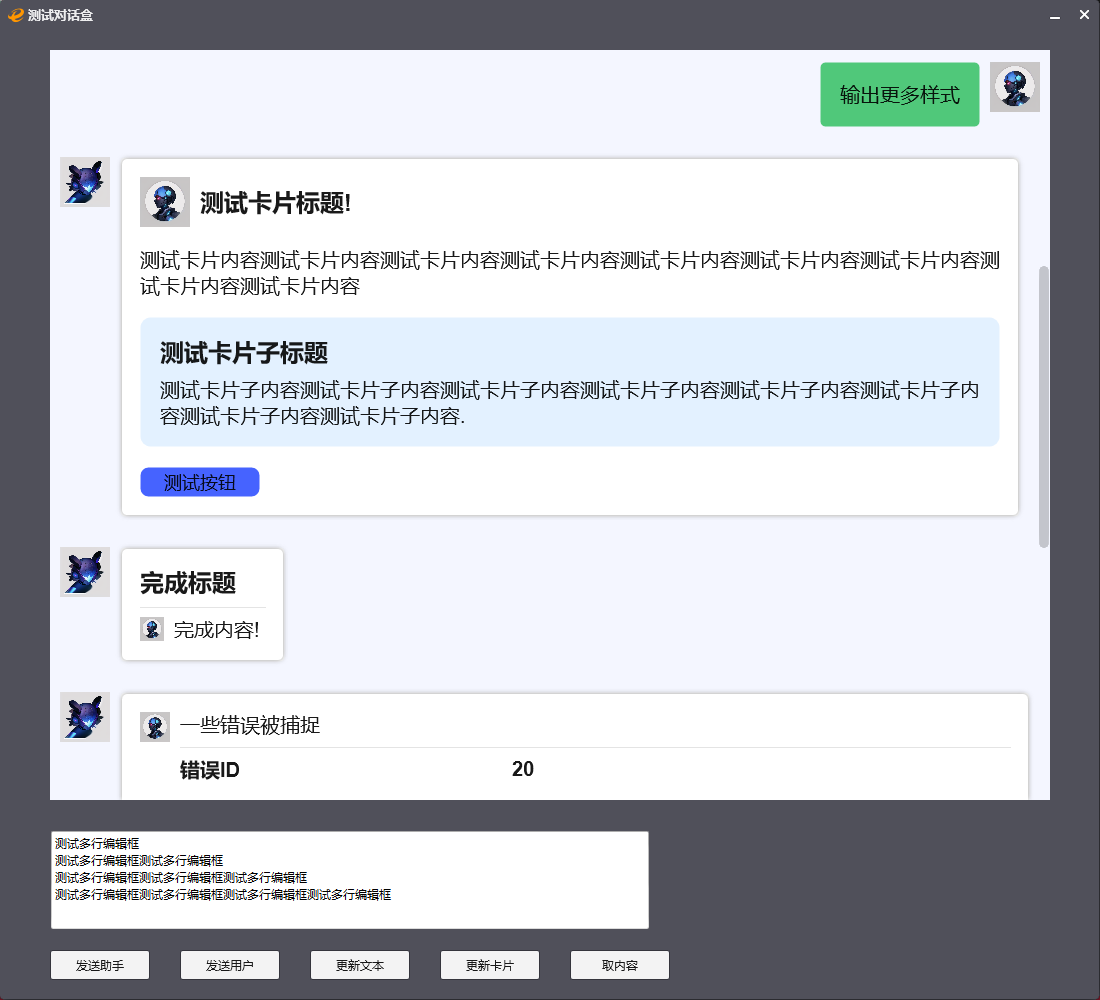 测试对话盒
输出更多样式
测试卡片标题!
测试卡片内容测试卡片内容测试卡片内容测试卡片内容测试卡片内容测试卡片内容测试卡片内容测
试卡片内容测试卡片内容
测试卡片子标题
测试卡片子内容测试卡片子内容测试卡片子内容测试卡片子内容测试卡片子内容测试卡片子内
容测试卡片子内容测试卡片子内容.
测试按钮
完成标题
完成内容!
一些错误被捕捉
错误ID 20
测试多行编辑框
测试多行编辑框测试多行编辑框
测试多行编辑框测试多行编辑框测试多行编辑框
测试多行编辑框测试多行编辑框测试多行编辑框测试多行编辑框
发送助手 发送用户 更新文本 更新卡片 取内容